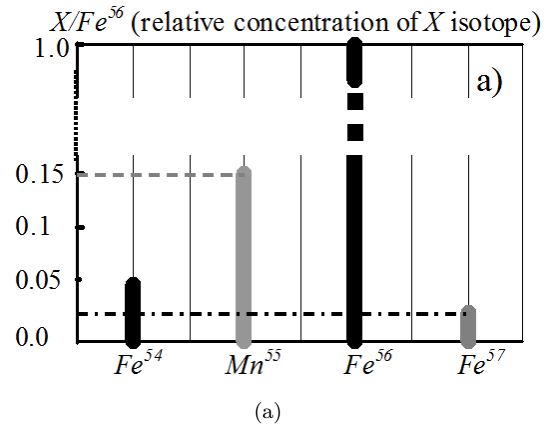 X/Fe⁵⁶ (relative concentration of X isotope)
1.0
a)
0.15
0.1
0.05
0.0
Fe⁵⁴ Mn⁵⁵ Fe⁵⁶ Fe⁵⁷
(a)